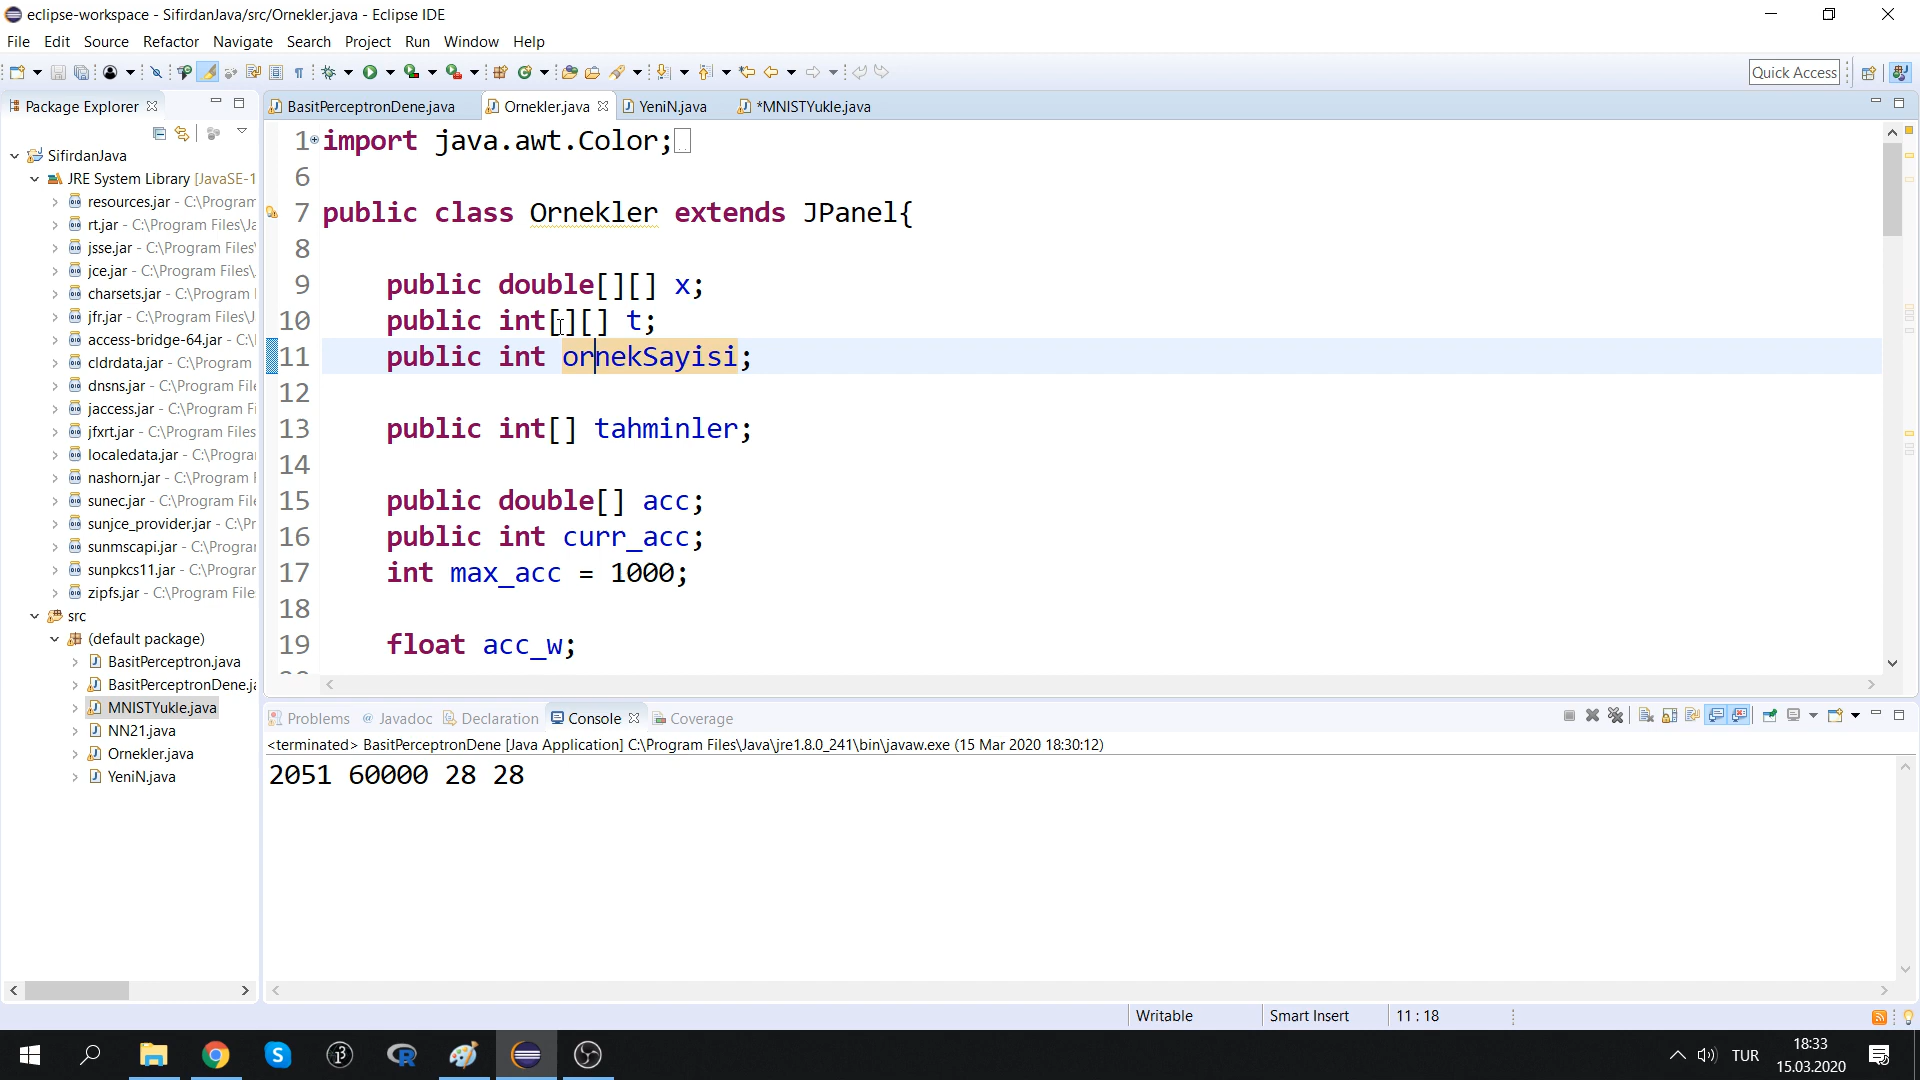 eclipse-workspace - SifirdanJava/src/Ornekler.java - Eclipse IDE
File Edit Source Refactor Navigate Search Project Run Window Help
Quick Access
Package Explorer
BasitPerceptronDene.java Ornekler.java YeniN.java *MNISTYukle.java
SifirdanJava
JRE System Library [JavaSE-1
resources.jar - C:\Program
rt.jar - C:\Program Files\Ja
jsse.jar - C:\Program Files\
jce.jar - C:\Program Files\
charsets.jar - C:\Program
jfr.jar - C:\Program Files\J
access-bridge-64.jar - C:\
cldrdata.jar - C:\Program
dnsns.jar - C:\Program File
jaccess.jar - C:\Program Fi
jfxrt.jar - C:\Program Files
localedata.jar - C:\Progra
nashorn.jar - C:\Program
sunec.jar - C:\Program File
sunjce_provider.jar - C:\Pr
sunmscapi.jar - C:\Progra
sunpkcs11.jar - C:\Progra
zipfs.jar - C:\Program File
src
(default package)
BasitPerceptron.java
BasitPerceptronDene.ja
MNISTYukle.java
NN21.java
Ornekler.java
YeniN.java
1 import java.awt.Color;
6
7 public class Ornekler extends JPanel{
8
9 public double[][] x;
10 public int[][] t;
11 public int ornekSayisi;
12
13 public int[] tahminler;
14
15 public double[] acc;
16 public int curr_acc;
17 int max_acc = 1000;
18
19 float acc_w;
Problems @ Javadoc Declaration Console Coverage
<terminated> BasitPerceptronDene [Java Application] C:\Program Files\Java\jre1.8.0_241\bin\javaw.exe (15 Mar 2020 18:30:12)
2051 60000 28 28
Writable Smart Insert 11 : 18
TUR
18:33
15.03.2020